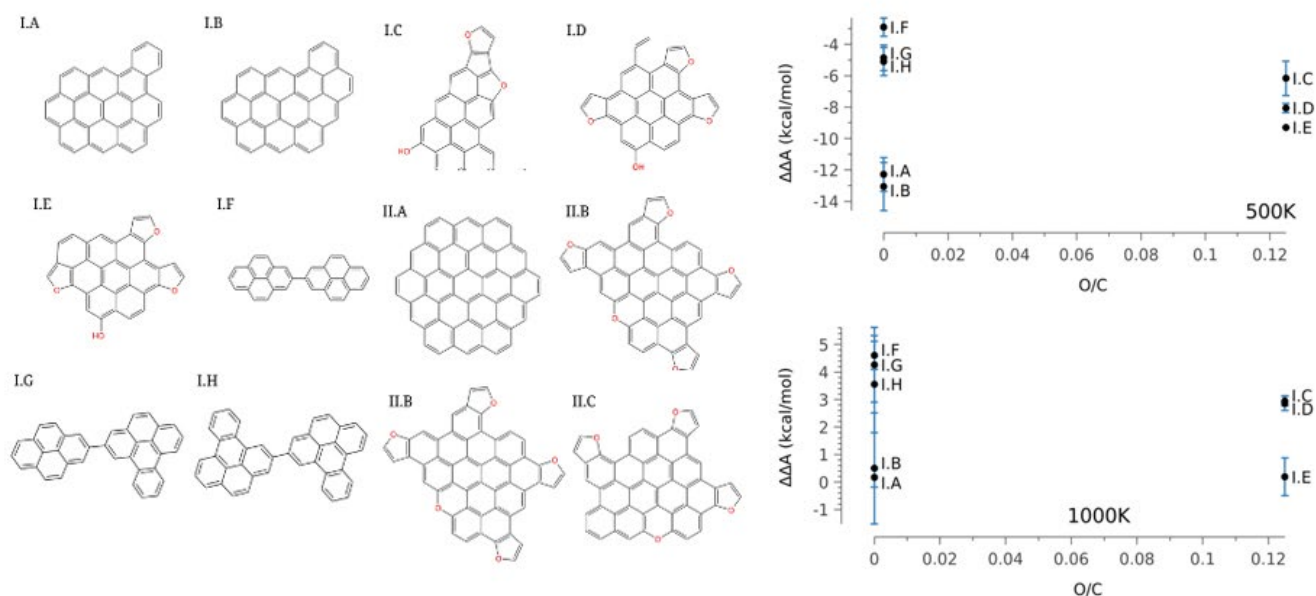 I.A
I.B
I.C
I.D
O
O
HO
O
O
O
OH
I.E
I.F
II.A
II.B
O
O
O
HO
O
O
O
O
O
I.G
I.H
II.B
II.C
O
O
O
O
O
O
O
O
O
ΔΔA (kcal/mol)
-4
-6
-8
-10
-12
-14
I.F
I.G
I.H
I.A
I.B
I.C
I.D
I.E
500K
0
0.02
0.04
0.06
0.08
0.1
0.12
O/C
ΔΔA (kcal/mol)
5
4
3
2
1
0
-1
I.F
I.G
I.H
I.B
I.A
I.C
I.D
I.E
1000K
0
0.02
0.04
0.06
0.08
0.1
0.12
O/C